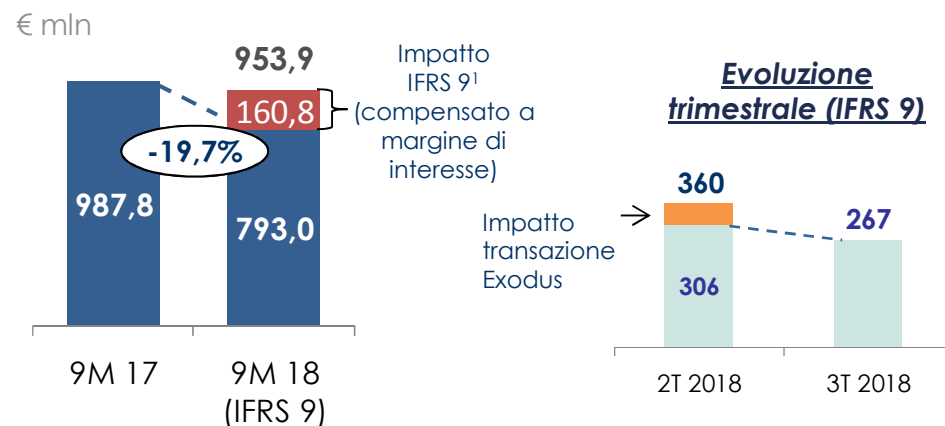 € mln
953,9
160,8
-19,7%
987,8
793,0
9M 17
9M 18
(IFRS 9)
Impatto
IFRS 9¹
(compensato a
margine di
interesse)
Evoluzione
trimestrale (IFRS 9)
360
267
Impatto
transazione
Exodus
306
2T 2018
3T 2018